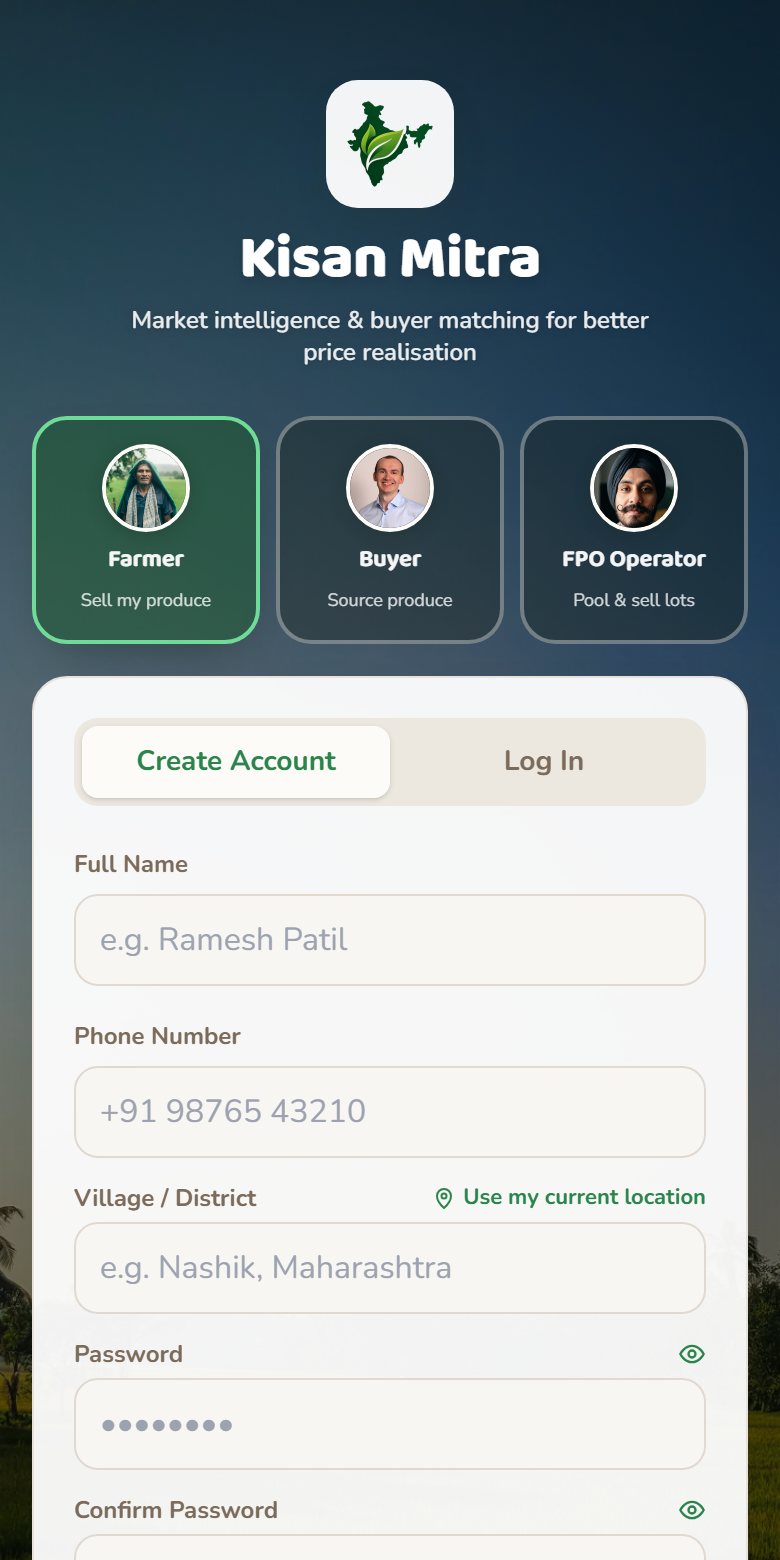 Kisan Mitra
Market intelligence & buyer matching for better
price realisation
Farmer
Sell my produce
Buyer
Source produce
FPO Operator
Pool & sell lots
Create Account
Log In
Full Name
e.g. Ramesh Patil
Phone Number
+91 98765 43210
Village / District
Use my current location
e.g. Nashik, Maharashtra
Password
••••••••
Confirm Password